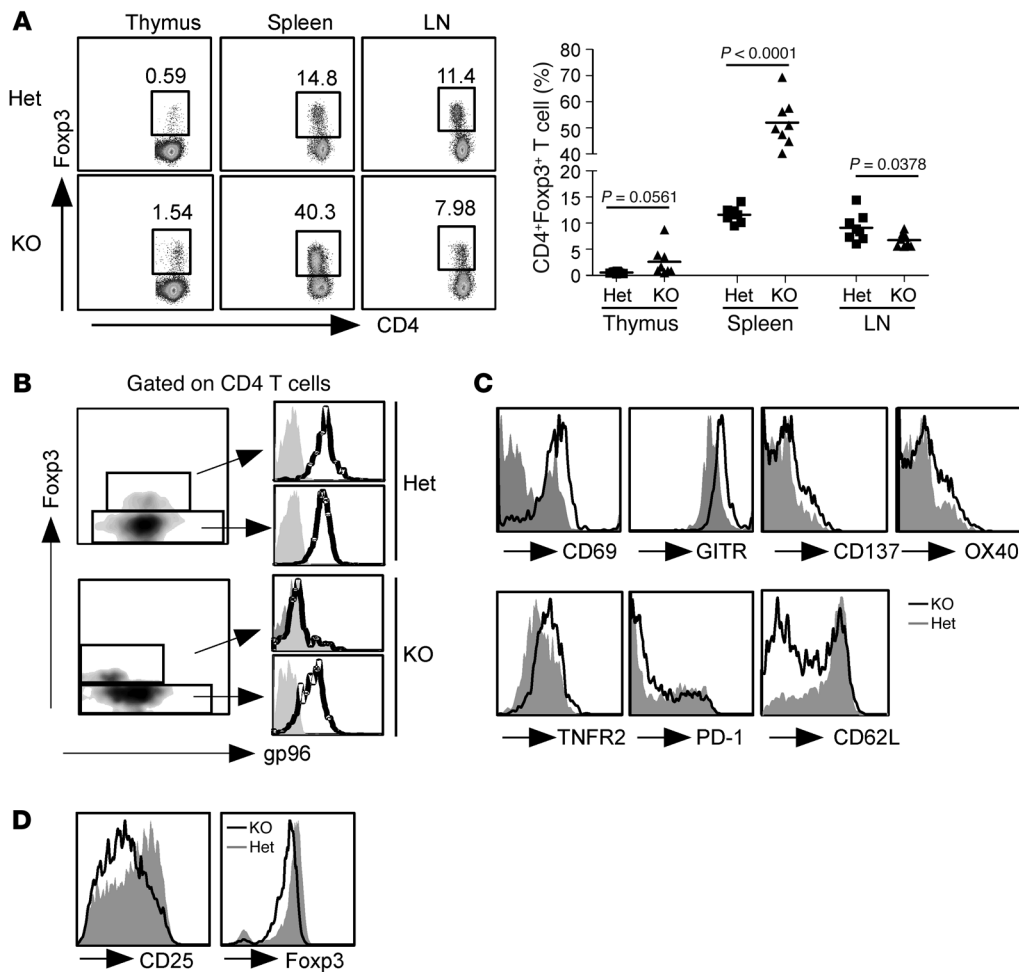 A
Thymus Spleen LN
Het
0.59 14.8 11.4
Foxp3
KO
1.54 40.3 7.98
CD4
CD4+Foxp3+ T cell (%)
80
70
60
50
40
20
15
10
5
0
P < 0.0001
P = 0.0561
P = 0.0378
Het KO Het KO Het KO
Thymus Spleen LN
B
Gated on CD4 T cells
Foxp3
Het
KO
gp96
C
CD69 GITR CD137 OX40
KO
Het
TNFR2 PD-1 CD62L
D
KO
Het
CD25 Foxp3